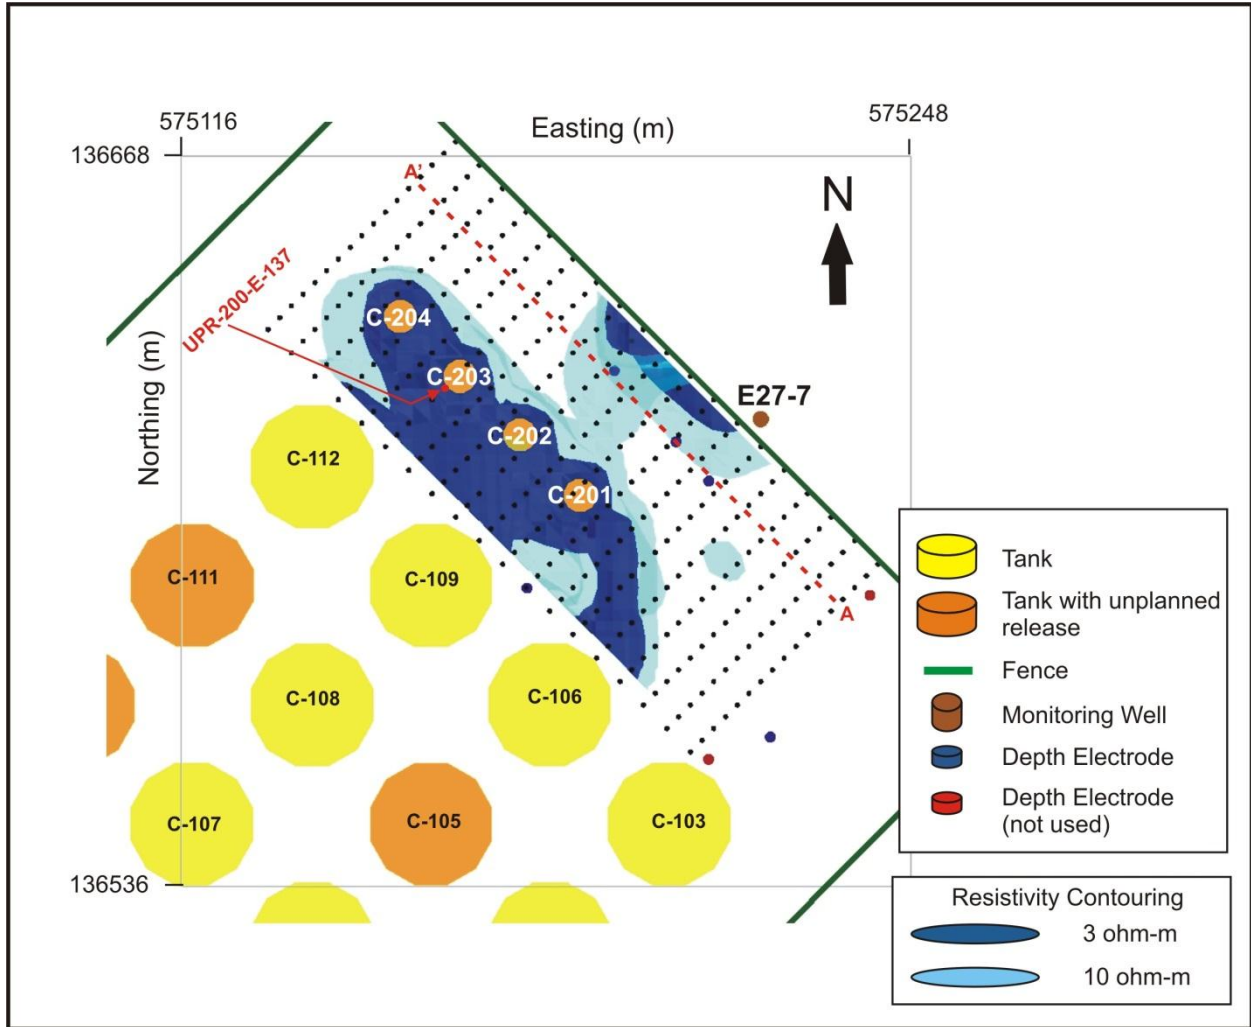 575116
Easting (m)
575248
136668
A'
N
UPR-200-E-137
C-204
C-203
E27-7
C-202
Northing (m)
C-112
C-201
C-111
C-109
A
C-108
C-106
C-107
C-105
C-103
136536
Tank
Tank with unplanned
release
Fence
Monitoring Well
Depth Electrode
Depth Electrode
(not used)
Resistivity Contouring
3 ohm-m
10 ohm-m